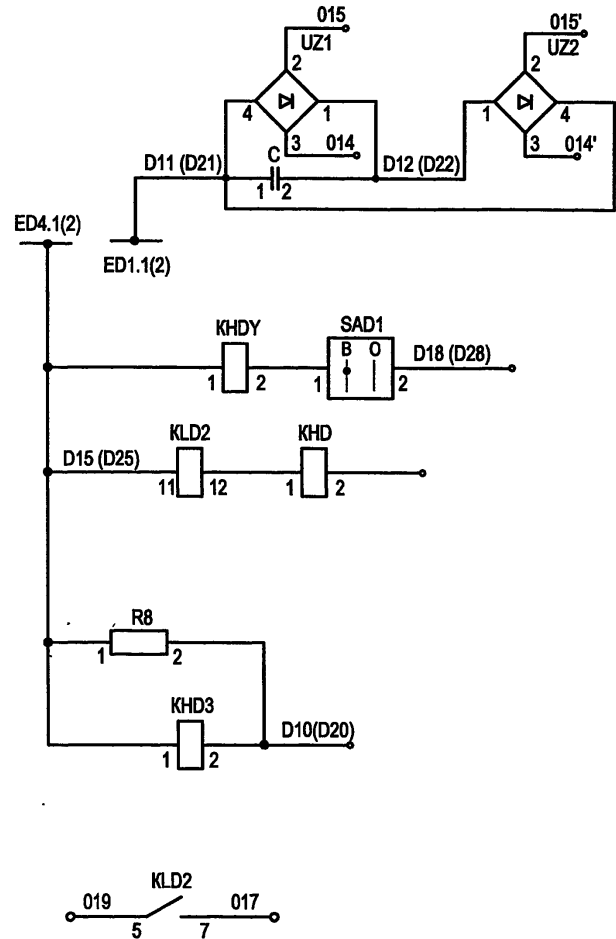 015
UZ1
2
4
1
3
014
C
1
2
D11 (D21)
D12 (D22)
015'
UZ2
2
1
4
3
014'
ED4.1(2)
ED1.1(2)
KHDY
1
2
SAD1
B O
1
2
D18 (D28)
D15 (D25)
KLD2
11
12
KHD
1
2
R8
1
2
KHD3
1
2
D10(D20)
019
KLD2
017
5
7